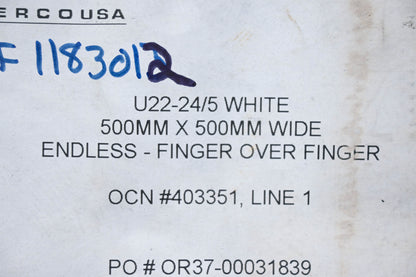 ERCOUSA
F 1183012
U22-24/5 WHITE
500MM X 500MM WIDE
ENDLESS - FINGER OVER FINGER
OCN #403351, LINE 1
PO # OR37-00031839